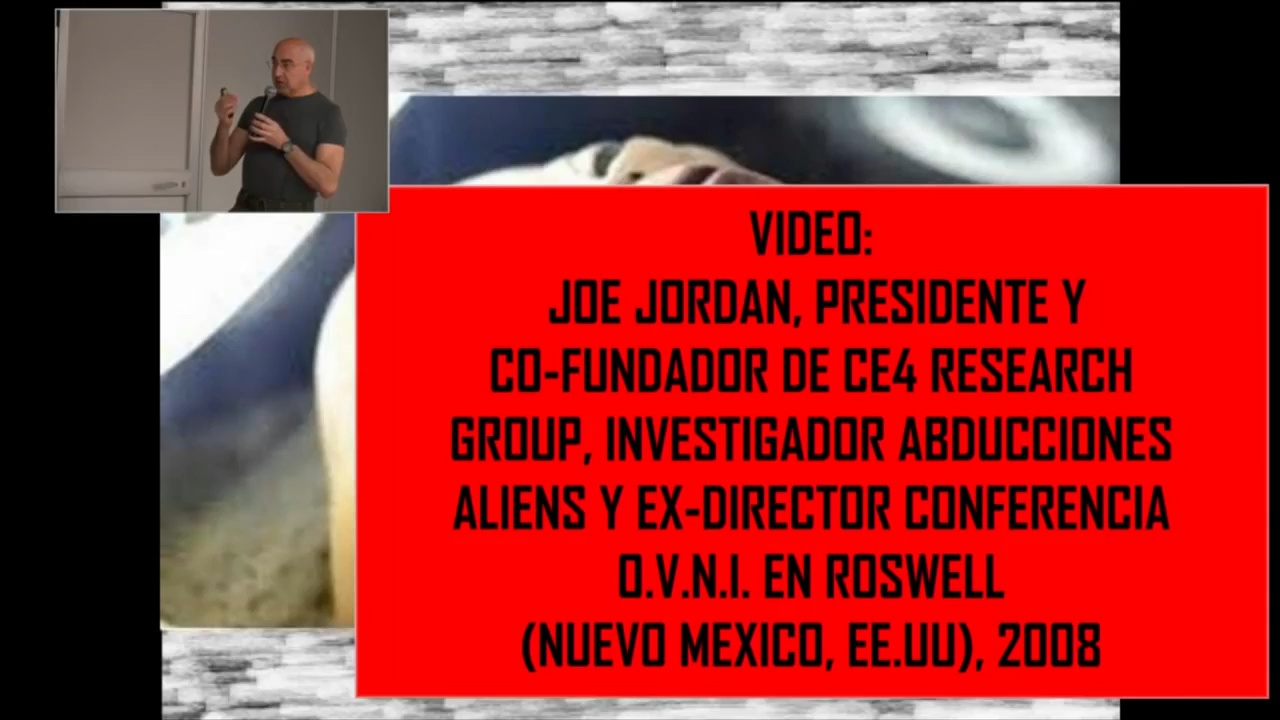 VIDEO:
JOE JORDAN, PRESIDENTE Y
CO-FUNDADOR DE CE4 RESEARCH
GROUP, INVESTIGADOR ABDUCCIONES
ALIENS Y EX-DIRECTOR CONFERENCIA
O.V.N.I. EN ROSWELL
(NUEVO MEXICO, EE.UU), 2008